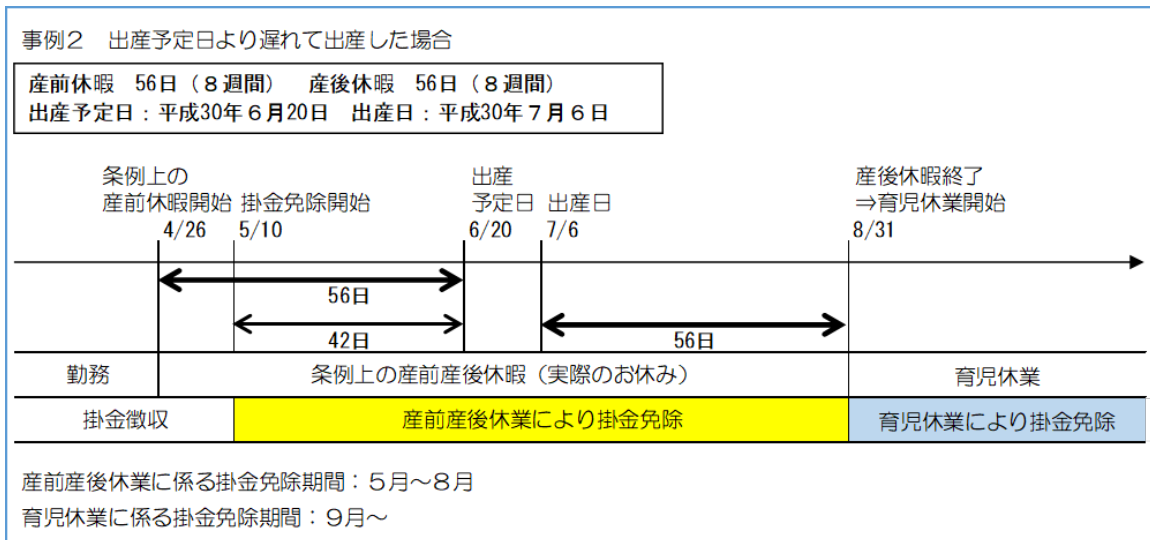 事例２　出産予定日より遅れて出産した場合
産前休暇　56日（８週間）　産後休暇　56日（８週間）
出産予定日：平成30年６月20日　出産日：平成30年７月６日
条例上の
産前休暇開始
4/26
掛金免除開始
5/10
出産
予定日
6/20
出産日
7/6
産後休暇終了
⇒育児休業開始
8/31
56日
42日
56日
勤務
条例上の産前産後休暇（実際のお休み）
育児休業
掛金徴収
産前産後休業により掛金免除
育児休業により掛金免除
産前産後休業に係る掛金免除期間：５月～８月
育児休業に係る掛金免除期間：９月～